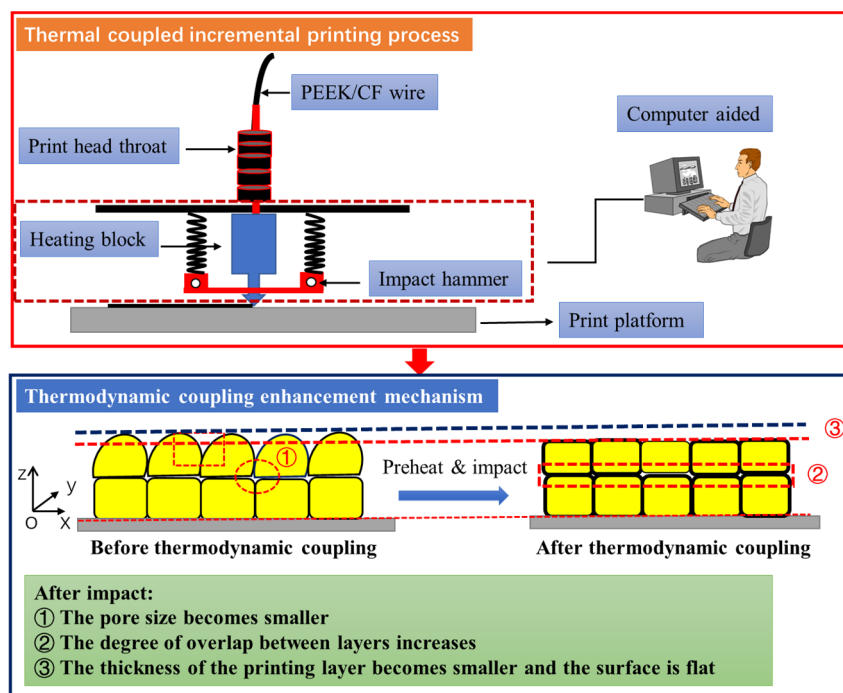 Thermal coupled incremental printing process
PEEK/CF wire
Computer aided
Print head throat
Heating block
Impact hammer
Print platform
Thermodynamic coupling enhancement mechanism
③
①
Preheat & impact
②
Z
y
O
X
Before thermodynamic coupling
After thermodynamic coupling
After impact:
① The pore size becomes smaller
② The degree of overlap between layers increases
③ The thickness of the printing layer becomes smaller and the surface is flat